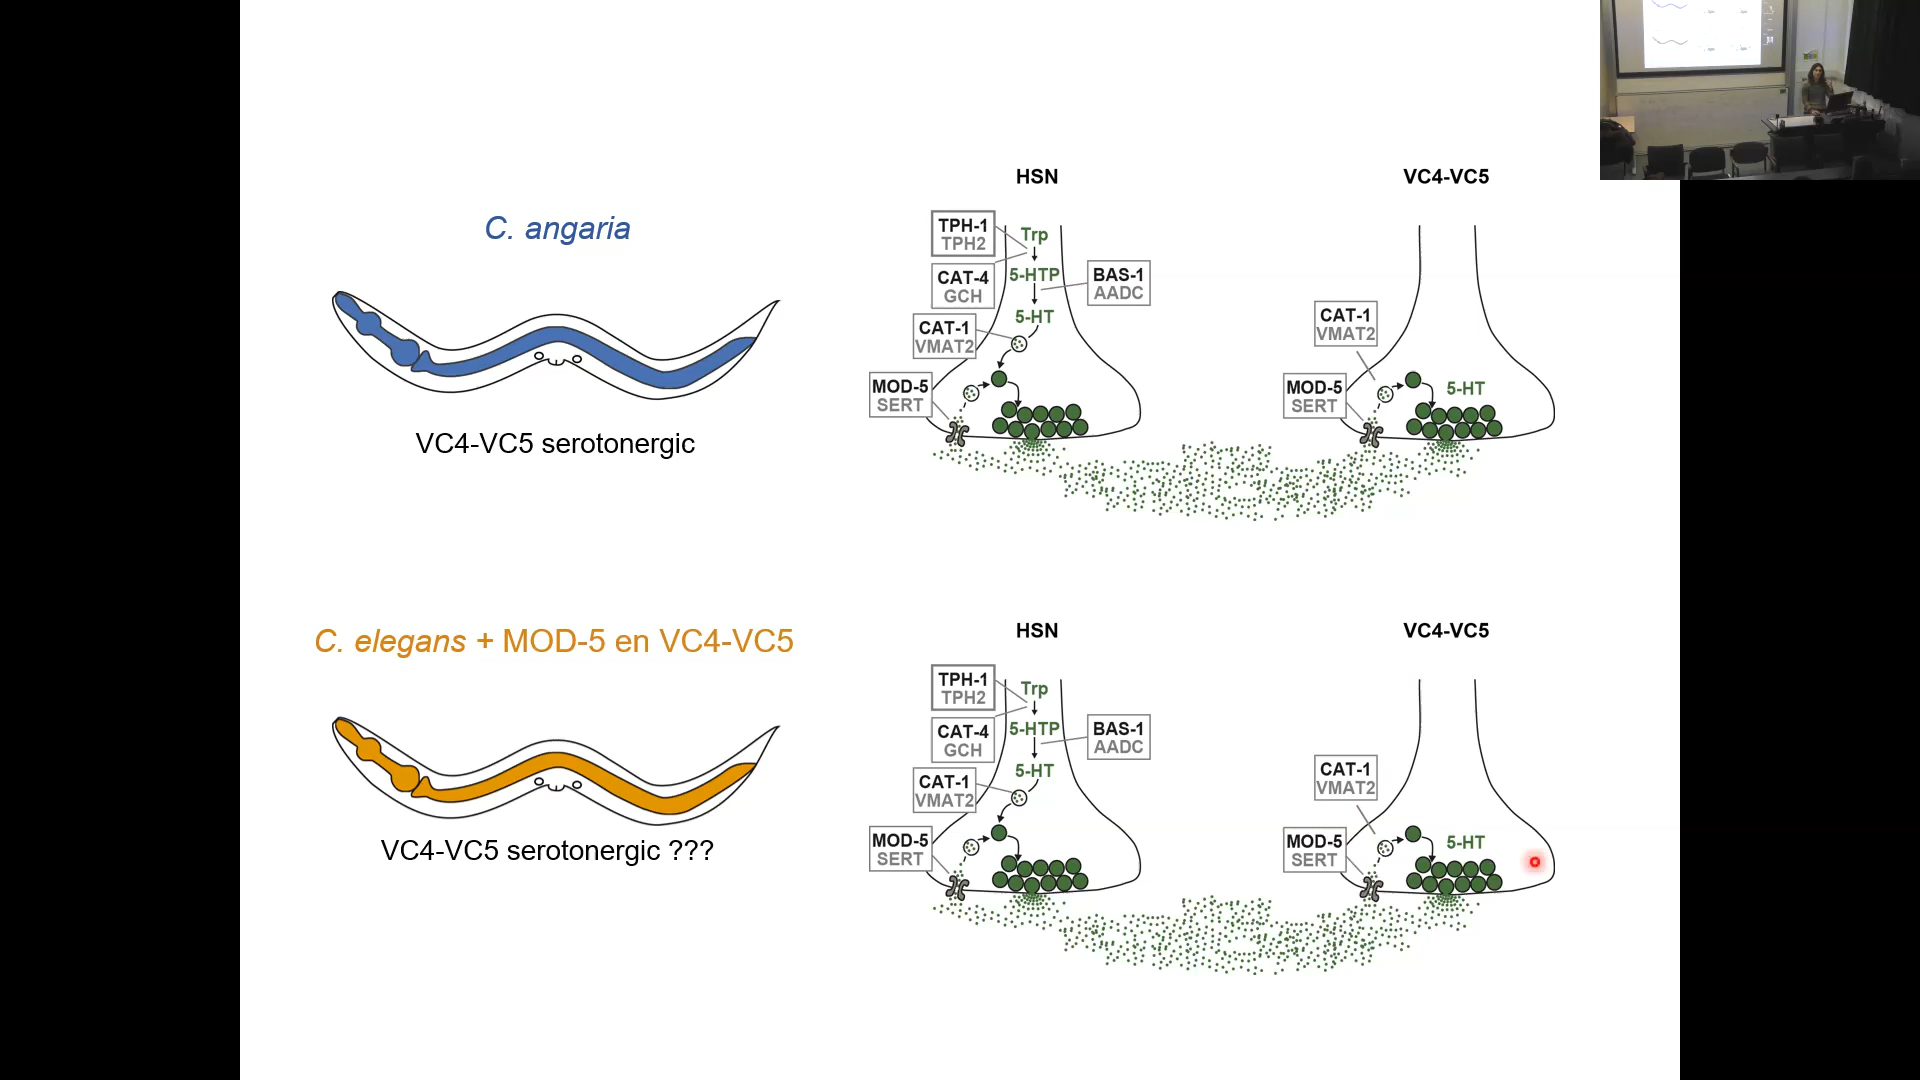 C. angaria
VC4-VC5 serotonergic
HSN
TPH-1
TPH2
Trp
CAT-4
GCH
5-HTP
BAS-1
AADC
5-HT
CAT-1
VMAT2
MOD-5
SERT
VC4-VC5
CAT-1
VMAT2
MOD-5
SERT
5-HT
C. elegans + MOD-5 en VC4-VC5
VC4-VC5 serotonergic ???
HSN
TPH-1
TPH2
Trp
CAT-4
GCH
5-HTP
BAS-1
AADC
5-HT
CAT-1
VMAT2
MOD-5
SERT
VC4-VC5
CAT-1
VMAT2
MOD-5
SERT
5-HT